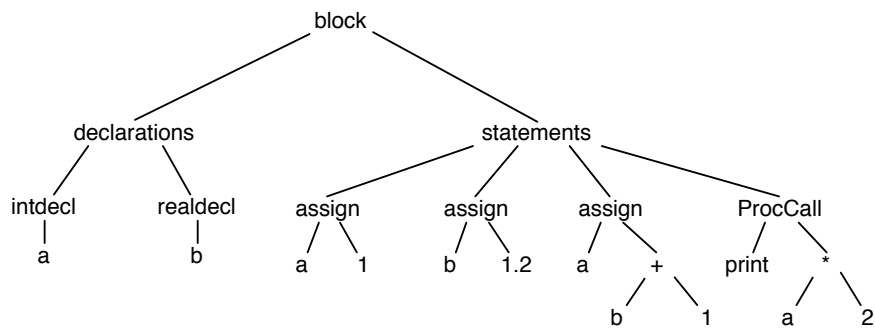 block
declarations statements
intdecl realdecl assign assign assign ProcCall
a b a 1 b 1.2 a + print *
b 1 a 2